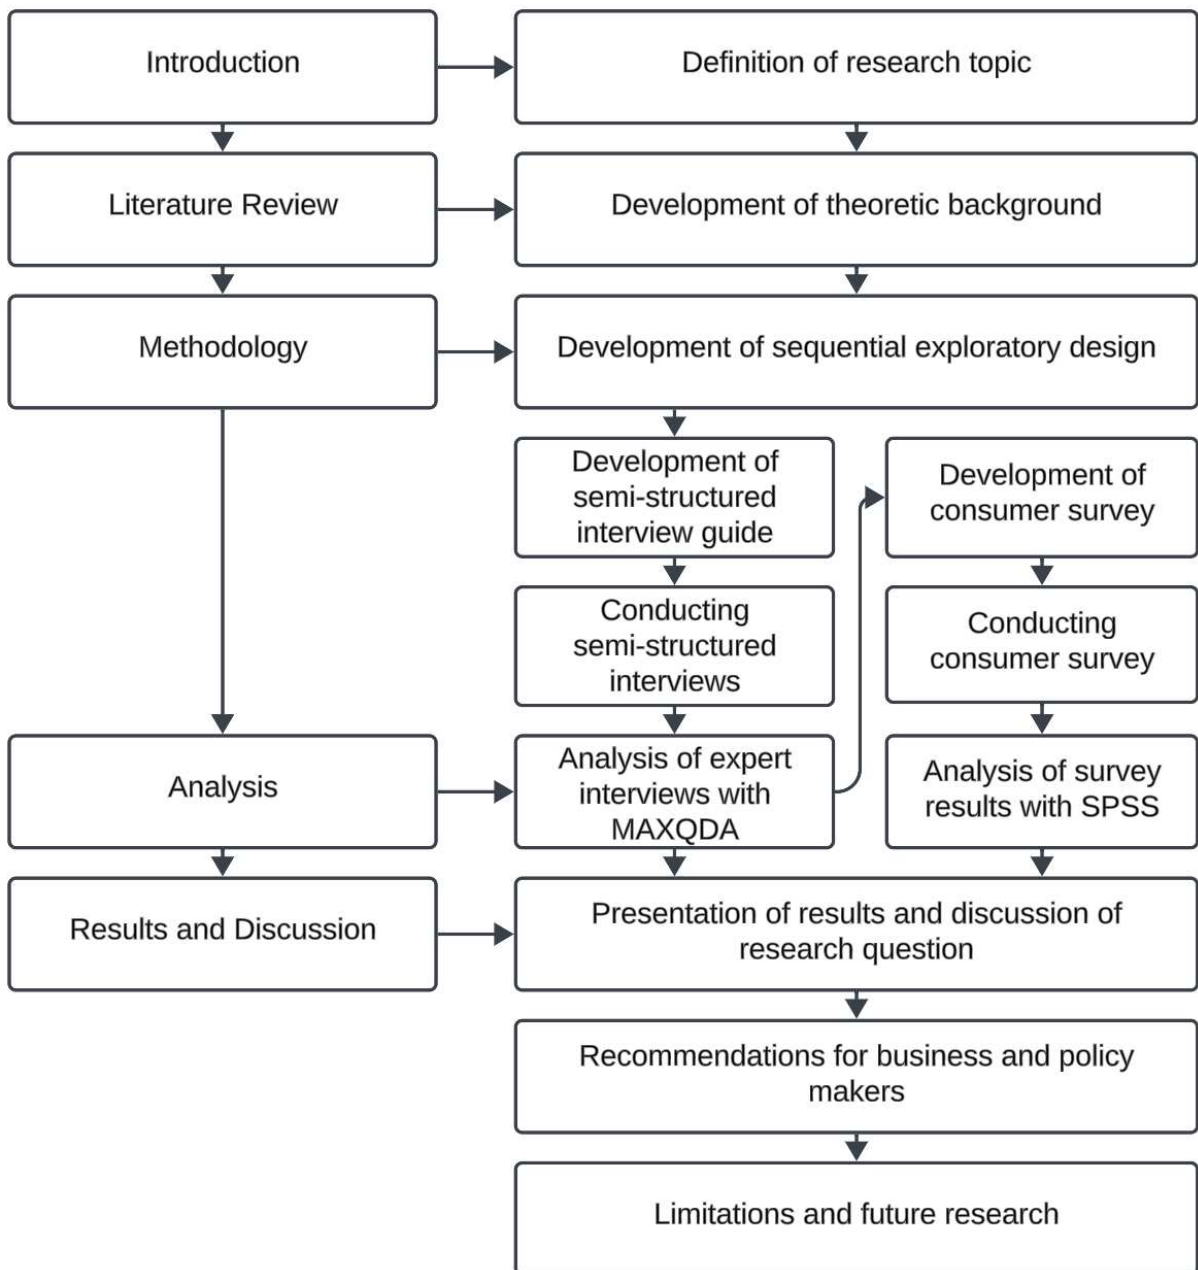 Introduction
Definition of research topic
Literature Review
Development of theoretic background
Methodology
Development of sequential exploratory design
Development of
semi-structured
interview guide
Development of
consumer survey
Conducting
semi-structured
interviews
Conducting
consumer survey
Analysis
Analysis of expert
interviews with
MAXQDA
Analysis of survey
results with SPSS
Results and Discussion
Presentation of results and discussion of
research question
Recommendations for business and policy
makers
Limitations and future research